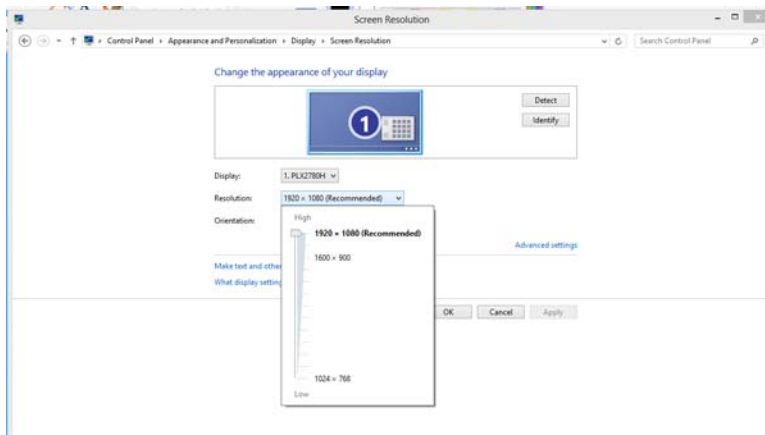 Screen Resolution
Control Panel › Appearance and Personalization › Display › Screen Resolution
Search Control Panel
Change the appearance of your display
1
Detect
Identify
Display:
1. PLX2780H
Resolution:
1920 × 1080 (Recommended)
Orientation:
High
1920 × 1080 (Recommended)
1600 × 900
1024 × 768
Low
Advanced settings
Make text and other
What display setting
OK
Cancel
Apply